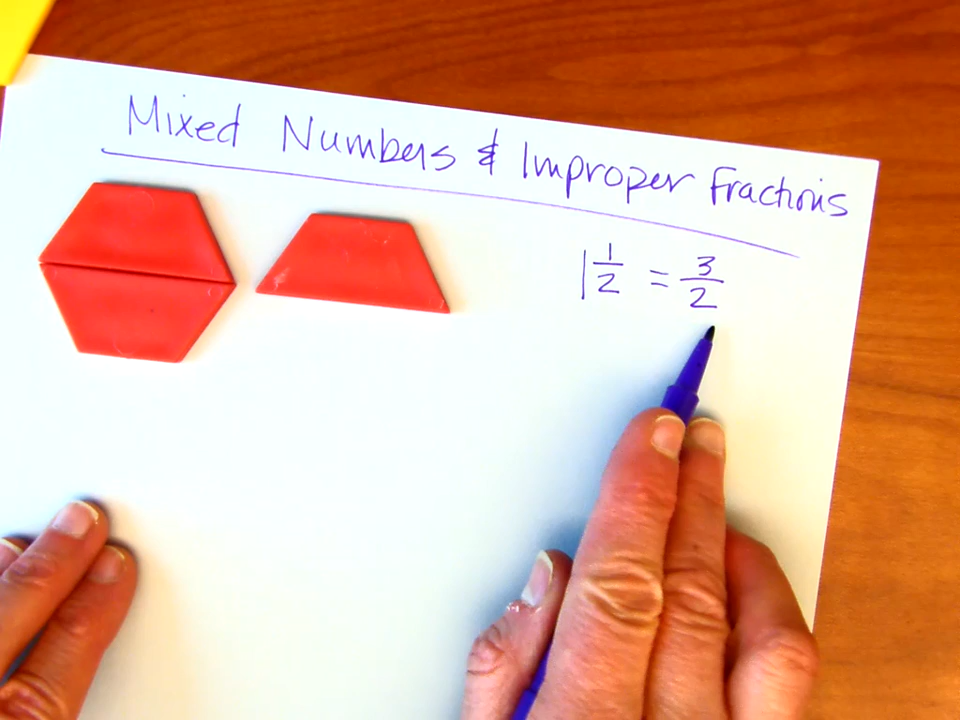 Mixed Numbers & Improper Fractions
1 1/2 = 3/2